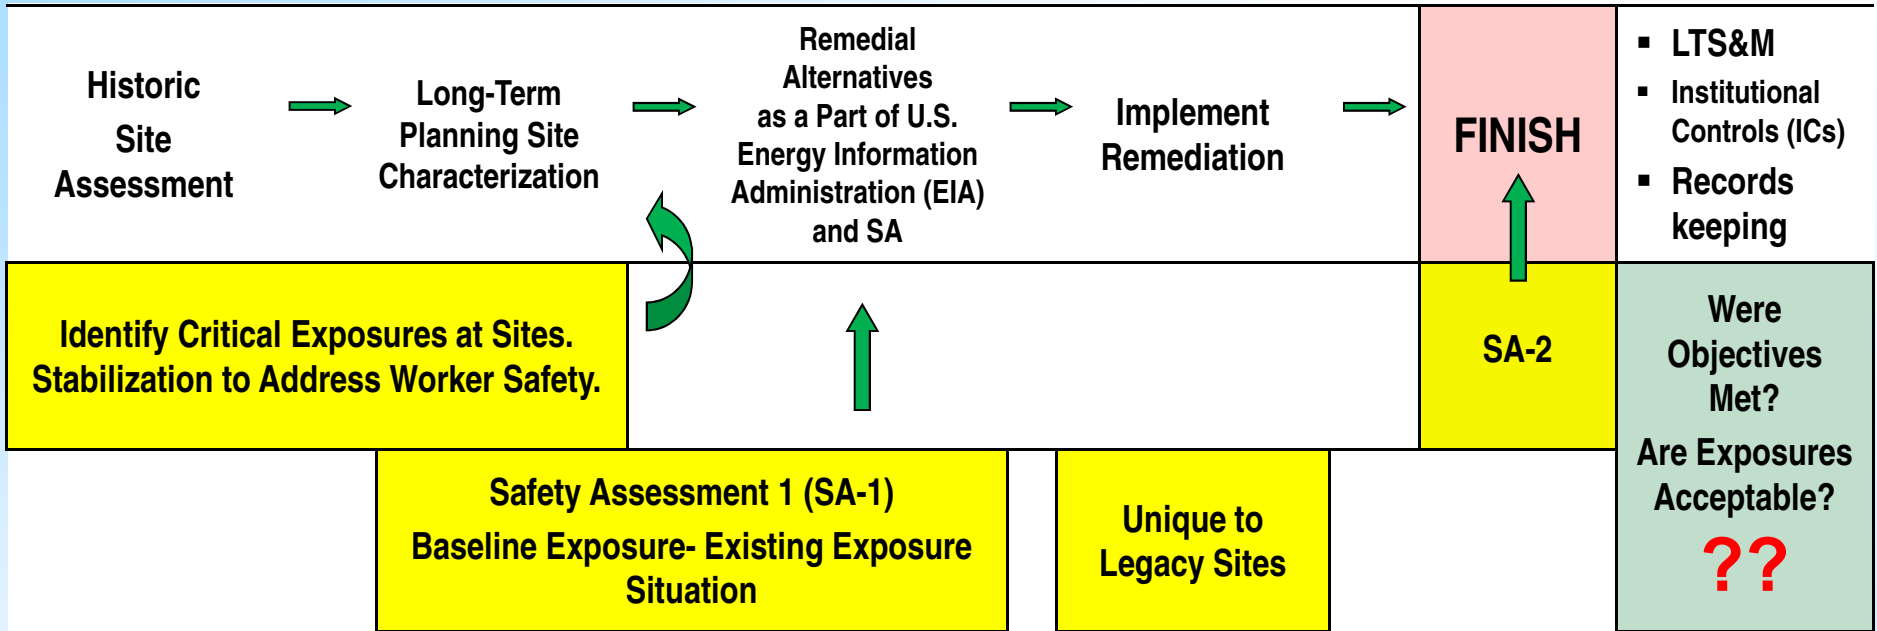 Historic
Site
Assessment
Long-Term
Planning Site
Characterization
Remedial
Alternatives
as a Part of U.S.
Energy Information
Administration (EIA)
and SA
Implement
Remediation
FINISH
▪ LTS&M
▪ Institutional
Controls (ICs)
▪ Records
keeping
Identify Critical Exposures at Sites.
Stabilization to Address Worker Safety.
SA-2
Were
Objectives
Met?
Are Exposures
Acceptable?
??
Safety Assessment 1 (SA-1)
Baseline Exposure- Existing Exposure
Situation
Unique to
Legacy Sites